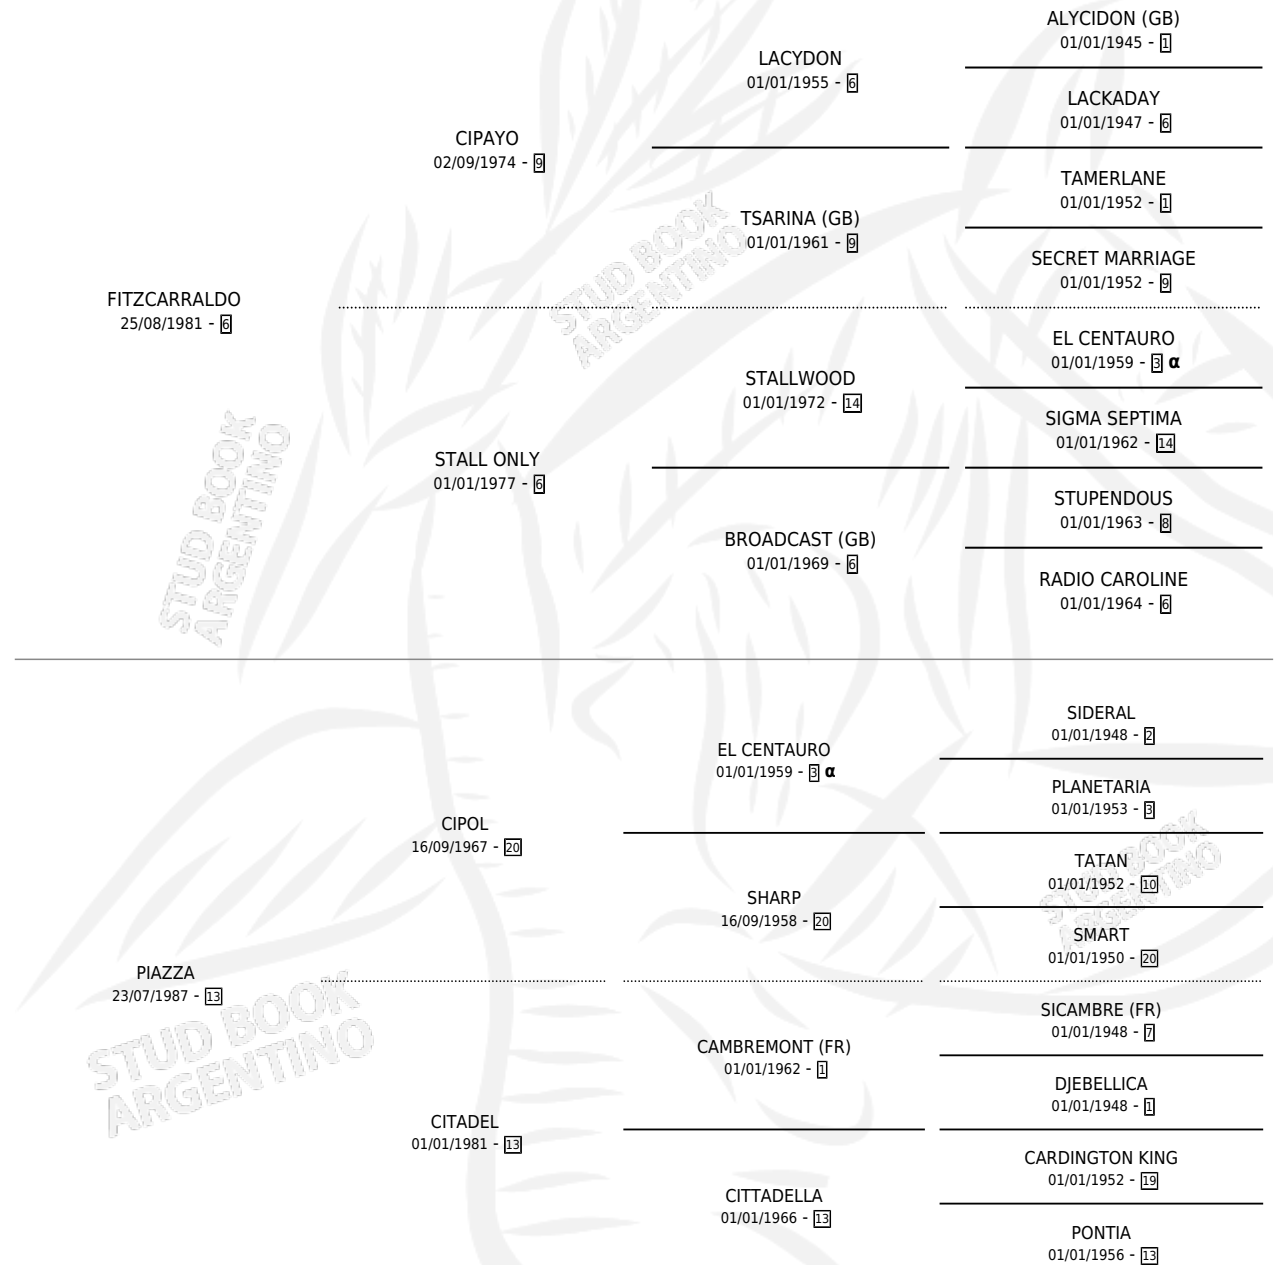 ALYCIDON (GB)
01/01/1945 - 1
LACYDON
01/01/1955 - 6
LACKADAY
01/01/1947 - 6
CIPAYO
02/09/1974 - 9
TAMERLANE
01/01/1952 - 1
TSARINA (GB)
01/01/1961 - 9
SECRET MARRIAGE
01/01/1952 - 9
FITZCARRALDO
25/08/1981 - 6
EL CENTAURO
01/01/1959 - 3 α
STALLWOOD
01/01/1972 - 14
SIGMA SEPTIMA
01/01/1962 - 14
STALL ONLY
01/01/1977 - 6
STUPENDOUS
01/01/1963 - 8
BROADCAST (GB)
01/01/1969 - 6
RADIO CAROLINE
01/01/1964 - 6
SIDERAL
01/01/1948 - 2
EL CENTAURO
01/01/1959 - 3 α
PLANETARIA
01/01/1953 - 3
CIPOL
16/09/1967 - 20
TATAN
01/01/1952 - 10
SHARP
16/09/1958 - 20
SMART
01/01/1950 - 20
PIAZZA
23/07/1987 - 13
SICAMBRE (FR)
01/01/1948 - 7
CAMBREMONT (FR)
01/01/1962 - 1
DJEBELLICA
01/01/1948 - 1
CITADEL
01/01/1981 - 13
CARDINGTON KING
01/01/1952 - 19
CITTADELLA
01/01/1966 - 13
PONTIA
01/01/1956 - 13
STUD BOOK
ARGENTINO
STUD BOOK
ARGENTINO
STUD BOOK
ARGENTINO
STUD BOOK
ARGENTINO